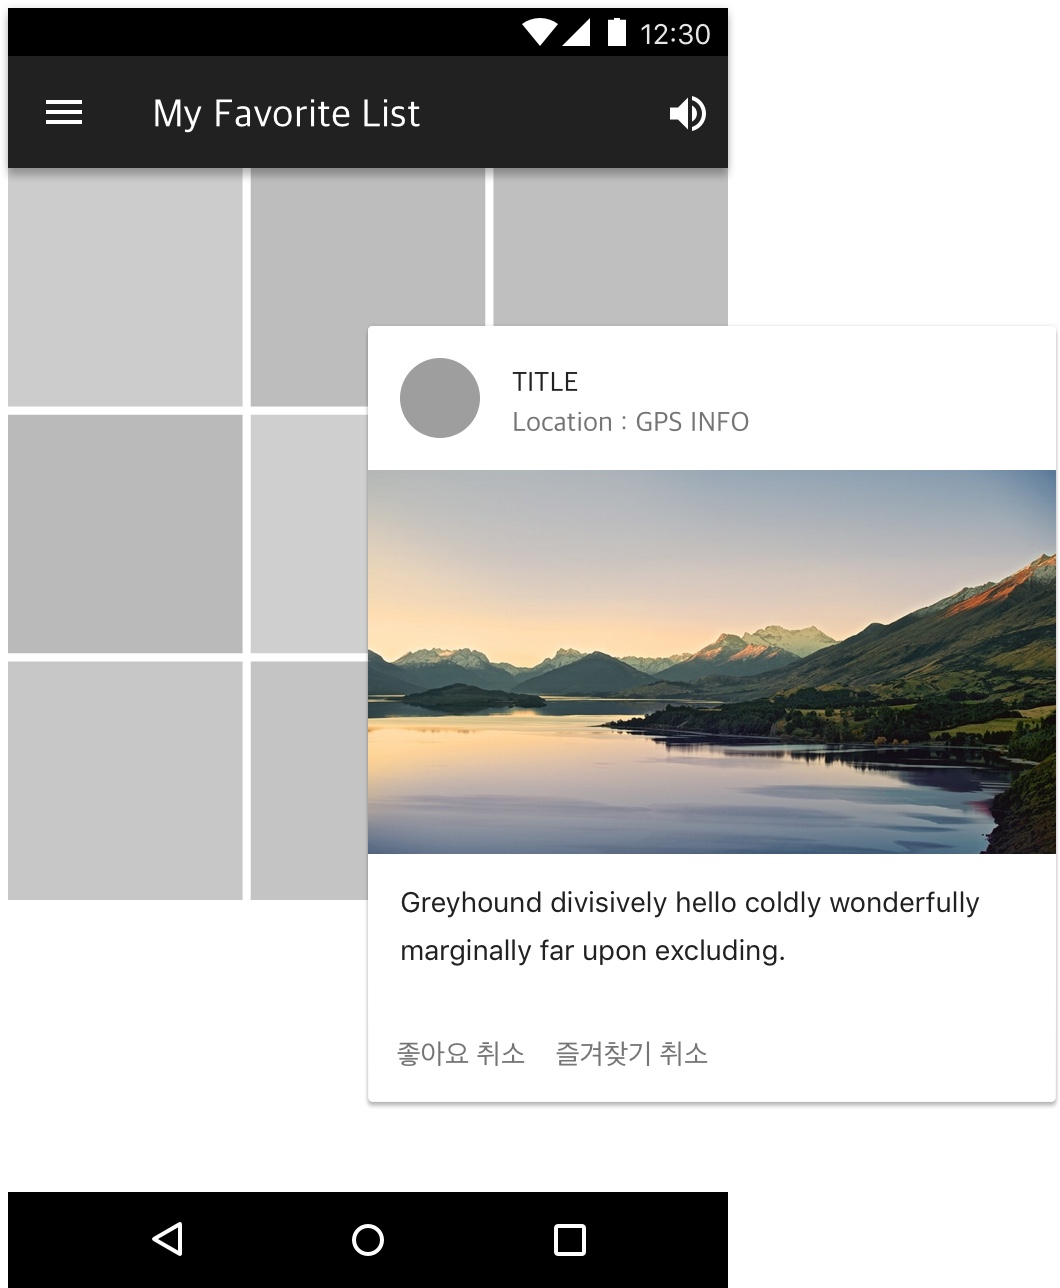 12:30
My Favorite List
TITLE
Location : GPS INFO
Greyhound divisively hello coldly wonderfully
marginally far upon excluding.
좋아요 취소 즐겨찾기 취소